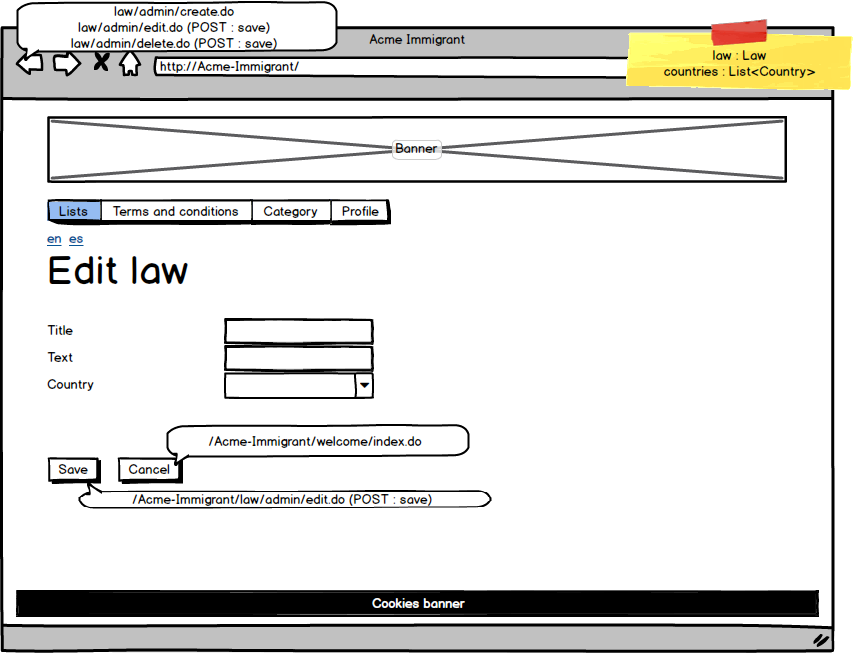 law/admin/create.do
law/admin/edit.do (POST : save)
law/admin/delete.do (POST : save)
Acme Immigrant
law : Law
countries : List<Country>
http://Acme-Immigrant/
Banner
Lists Terms and conditions Category Profile
en es
Edit law
Title
Text
Country
/Acme-Immigrant/welcome/index.do
Save Cancel
/Acme-Immigrant/law/admin/edit.do (POST : save)
Cookies banner